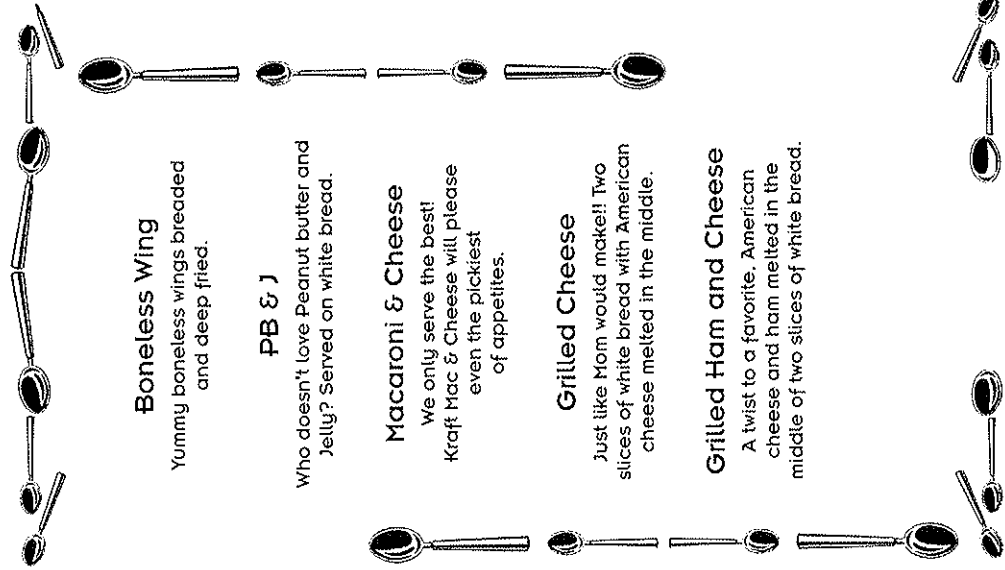 Boneless Wing
Yummy boneless wings breaded
and deep fried.
PB & J
Who doesn't love Peanut butter and
Jelly? Served on white bread.
Macaroni & Cheese
We only serve the best!
Kraft Mac & Cheese will please
even the pickiest
of appetites.
Grilled Cheese
Just like Mom would make!! Two
slices of white bread with American
cheese melted in the middle.
Grilled Ham and Cheese
A twist to a favorite. American
cheese and ham melted in the
middle of two slices of white bread.